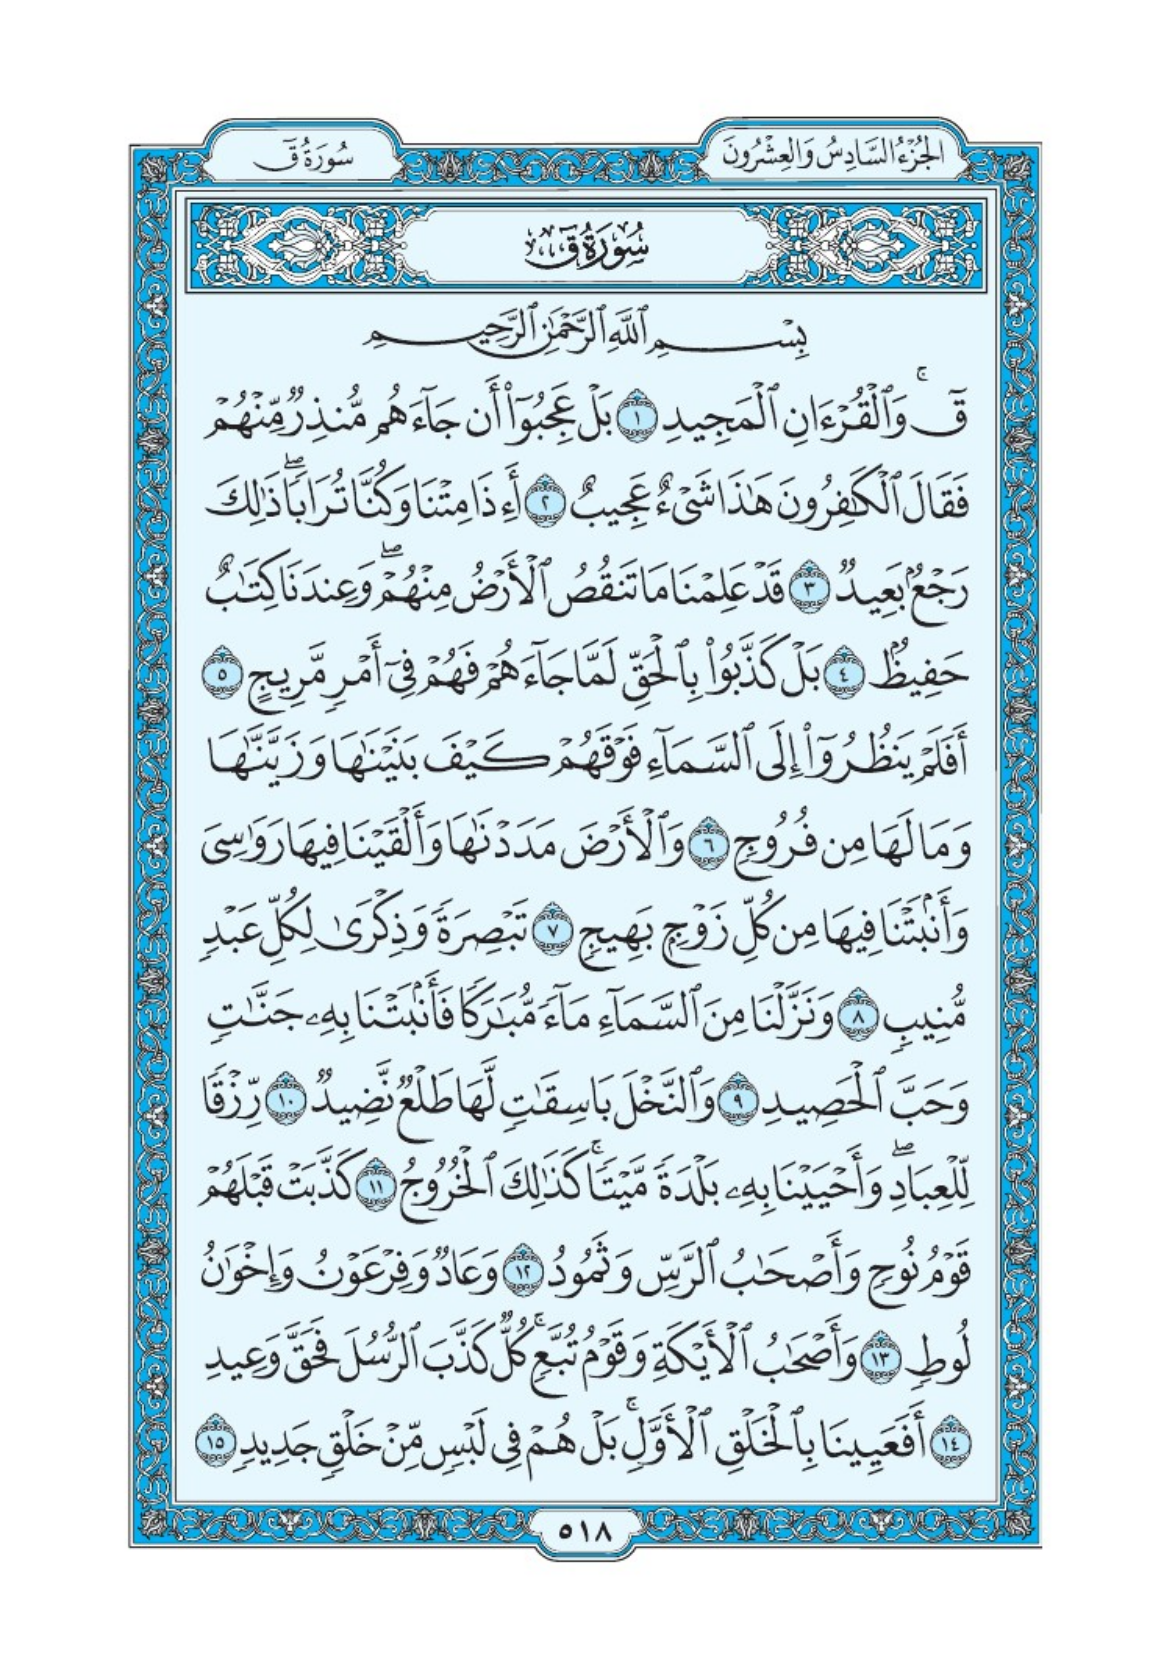 الجُزْءُ السَّادِسُ وَالعِشْرُونَ
سُورَةُ قٓ
سُورَةُ قٓ
بِسْمِ ٱللَّهِ ٱلرَّحْمَٰنِ ٱلرَّحِيمِ
قٓۚ وَٱلْقُرْءَانِ ٱلْمَجِيدِ ١ بَلْ عَجِبُوٓا۟ أَن جَآءَهُم مُّنذِرٌ مِّنْهُمْ
فَقَالَ ٱلْكَٰفِرُونَ هَٰذَا شَىْءٌ عَجِيبٌ ٢ أَءِذَا مِتْنَا وَكُنَّا تُرَابًاۖ ذَٰلِكَ
رَجْعٌۢ بَعِيدٌ ٣ قَدْ عَلِمْنَا مَا تَنقُصُ ٱلْأَرْضُ مِنْهُمْۖ وَعِندَنَا كِتَٰبٌ
حَفِيظٌۢ ٤ بَلْ كَذَّبُوا۟ بِٱلْحَقِّ لَمَّا جَآءَهُمْ فَهُمْ فِىٓ أَمْرٍ مَّرِيجٍ ٥
أَفَلَمْ يَنظُرُوٓا۟ إِلَى ٱلسَّمَآءِ فَوْقَهُمْ كَيْفَ بَنَيْنَٰهَا وَزَيَّنَّٰهَا
وَمَا لَهَا مِن فُرُوجٍ ٦ وَٱلْأَرْضَ مَدَدْنَٰهَا وَأَلْقَيْنَا فِيهَا رَوَٰسِىَ
وَأَنۢبَتْنَا فِيهَا مِن كُلِّ زَوْجٍۭ بَهِيجٍ ٧ تَبْصِرَةً وَذِكْرَىٰ لِكُلِّ عَبْدٍ
مُّنِيبٍ ٨ وَنَزَّلْنَا مِنَ ٱلسَّمَآءِ مَآءً مُّبَٰرَكًا فَأَنۢبَتْنَا بِهِۦ جَنَّٰتٍ
وَحَبَّ ٱلْحَصِيدِ ٩ وَٱلنَّخْلَ بَاسِقَٰتٍ لَّهَا طَلْعٌ نَّضِيدٌ ١٠ رِّزْقًا
لِّلْعِبَادِۖ وَأَحْيَيْنَا بِهِۦ بَلْدَةً مَّيْتًاۚ كَذَٰلِكَ ٱلْخُرُوجُ ١١ كَذَّبَتْ قَبْلَهُمْ
قَوْمُ نُوحٍ وَأَصْحَٰبُ ٱلرَّسِّ وَثَمُودُ ١٢ وَعَادٌ وَفِرْعَوْنُ وَإِخْوَٰنُ
لُوطٍ ١٣ وَأَصْحَٰبُ ٱلْأَيْكَةِ وَقَوْمُ تُبَّعٍۚ كُلٌّ كَذَّبَ ٱلرُّسُلَ فَحَقَّ وَعِيدِ
١٤ أَفَعَيِينَا بِٱلْخَلْقِ ٱلْأَوَّلِۚ بَلْ هُمْ فِى لَبْسٍ مِّنْ خَلْقٍ جَدِيدٍ ١٥
٥١٨